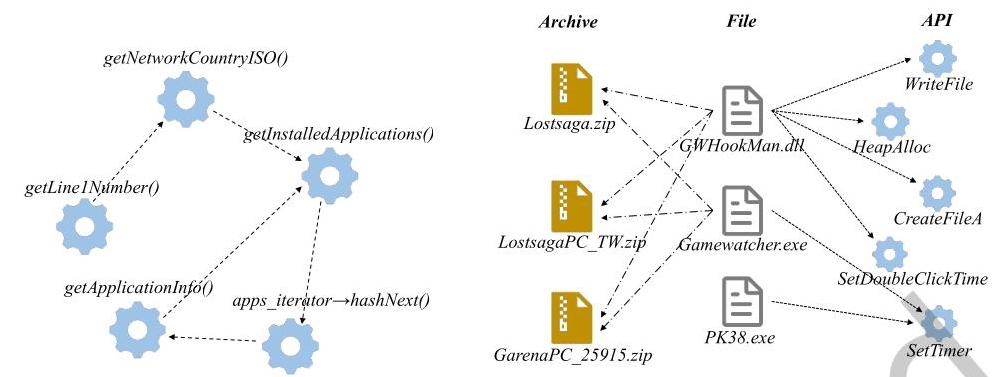 getNetworkCountryISO()
getInstalledApplications()
getLine1Number()
getApplicationInfo()
apps_iterator→hashNext()
Archive File API
Lostsaga.zip
LostsagaPC_TW.zip
GarenaPC_25915.zip
GWHookMan.dll
Gamewatcher.exe
PK38.exe
WriteFile
HeapAlloc
CreateFileA
SetDoubleClickTime
SetTimer